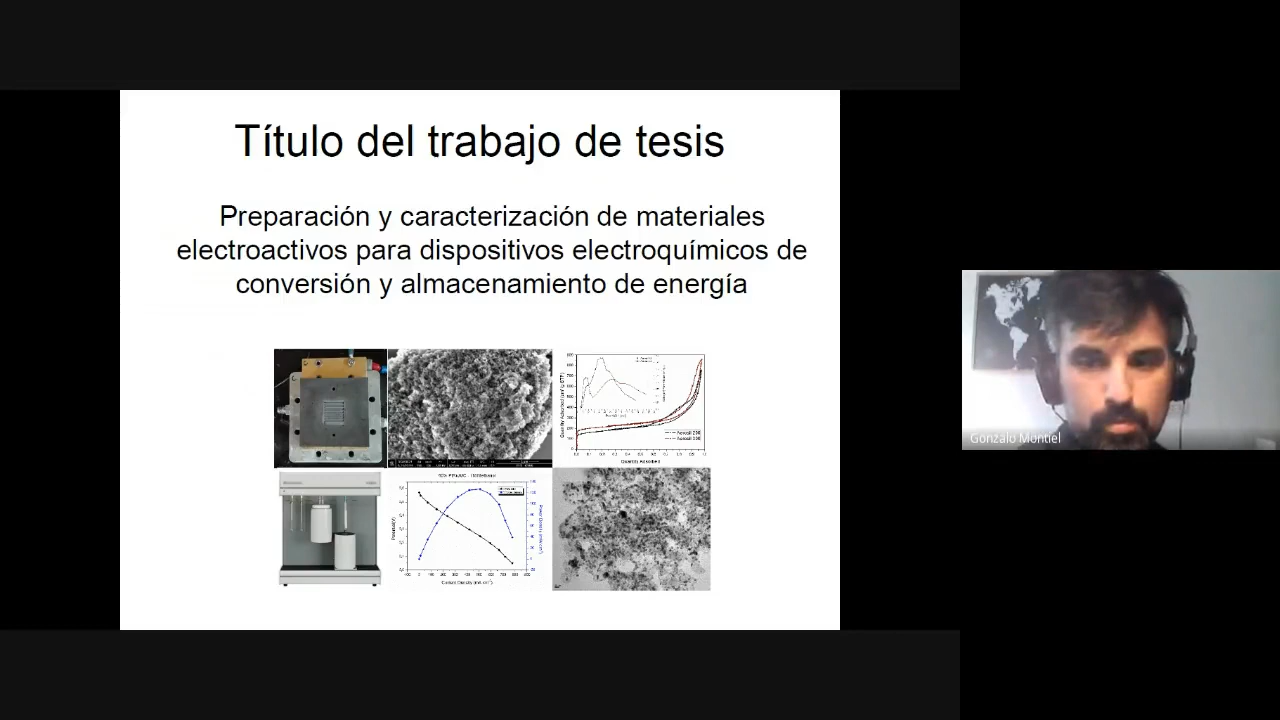 Título del trabajo de tesis
Preparación y caracterización de materiales
electroactivos para dispositivos electroquímicos de
conversión y almacenamiento de energía
Gonzalo Montiel